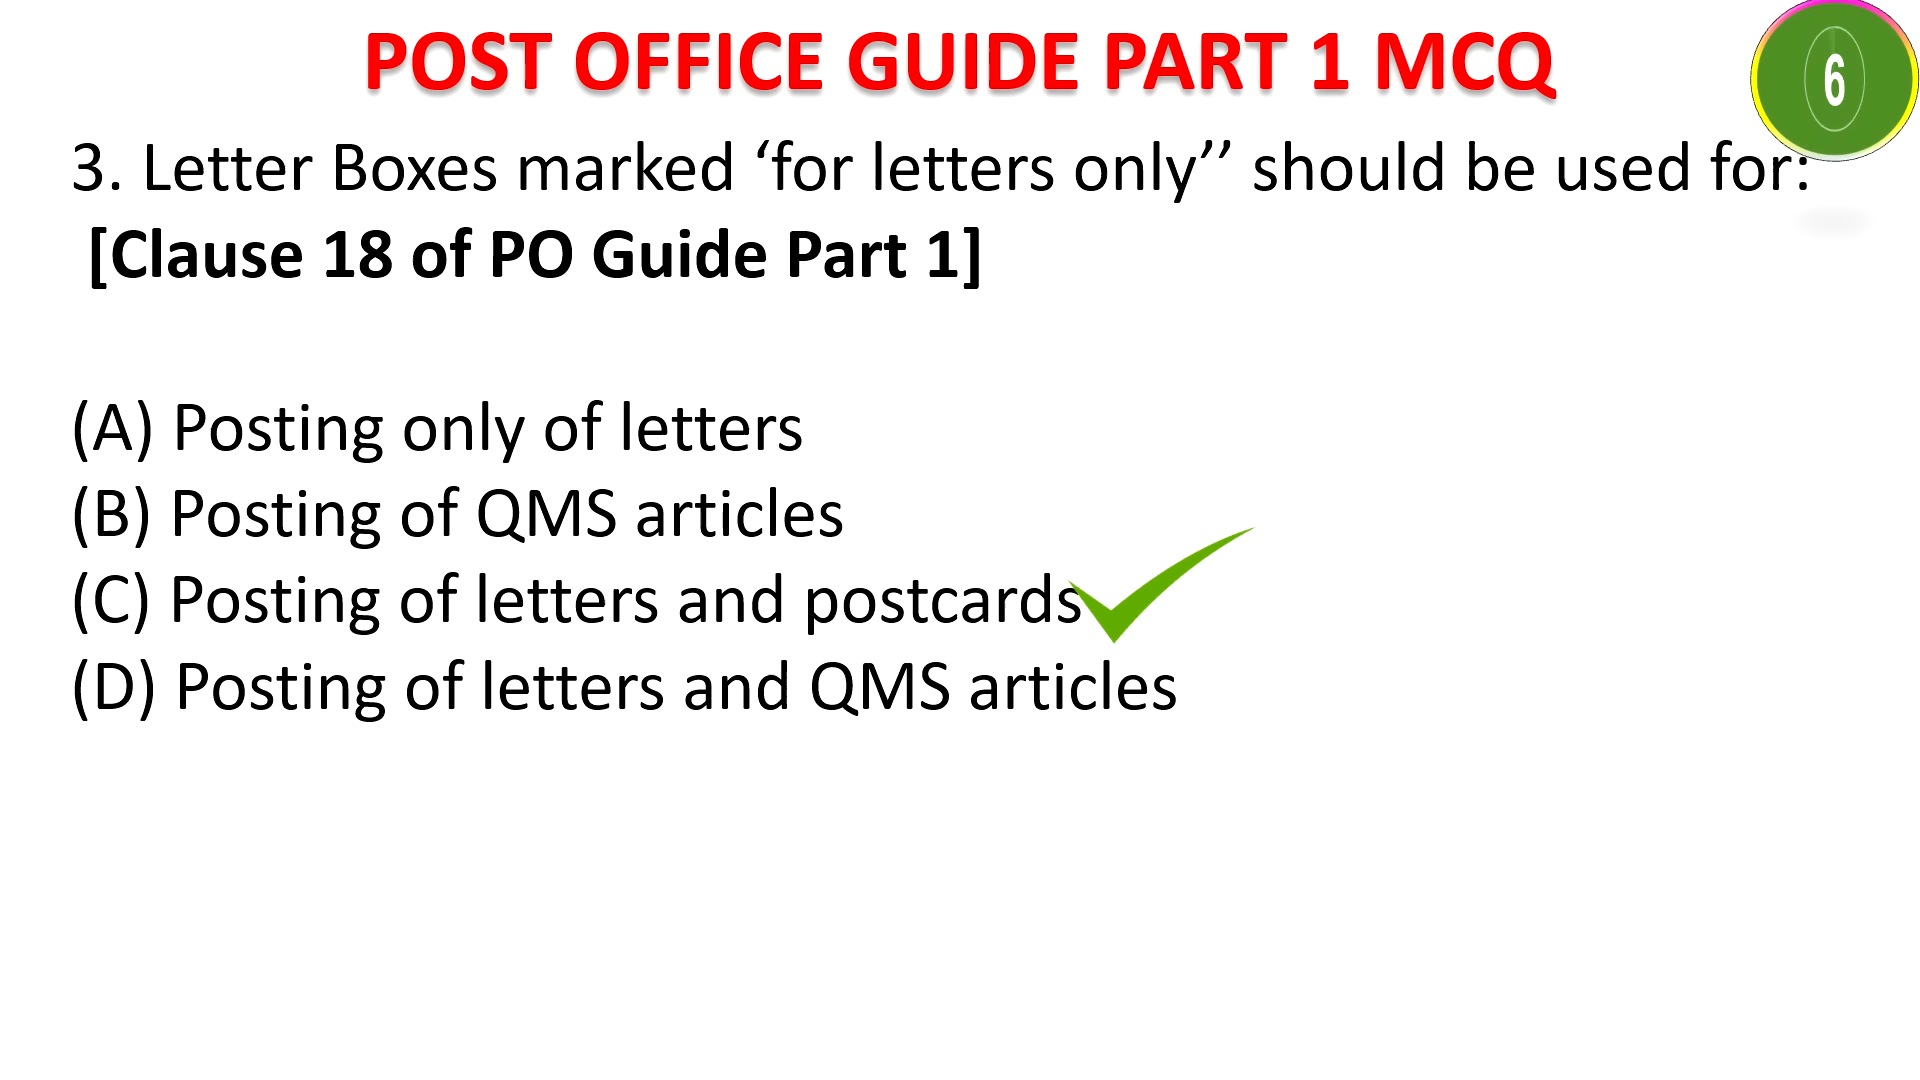 POST OFFICE GUIDE PART 1 MCQ
6
3. Letter Boxes marked ‘for letters only’’ should be used for:
[Clause 18 of PO Guide Part 1]
(A) Posting only of letters
(B) Posting of QMS articles
(C) Posting of letters and postcards
(D) Posting of letters and QMS articles